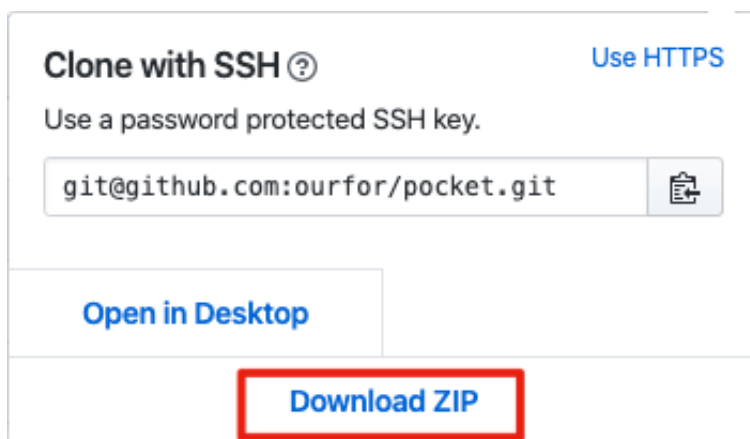 Clone with SSH
Use HTTPS
Use a password protected SSH key.
git@github.com:ourfor/pocket.git
Open in Desktop
Download ZIP